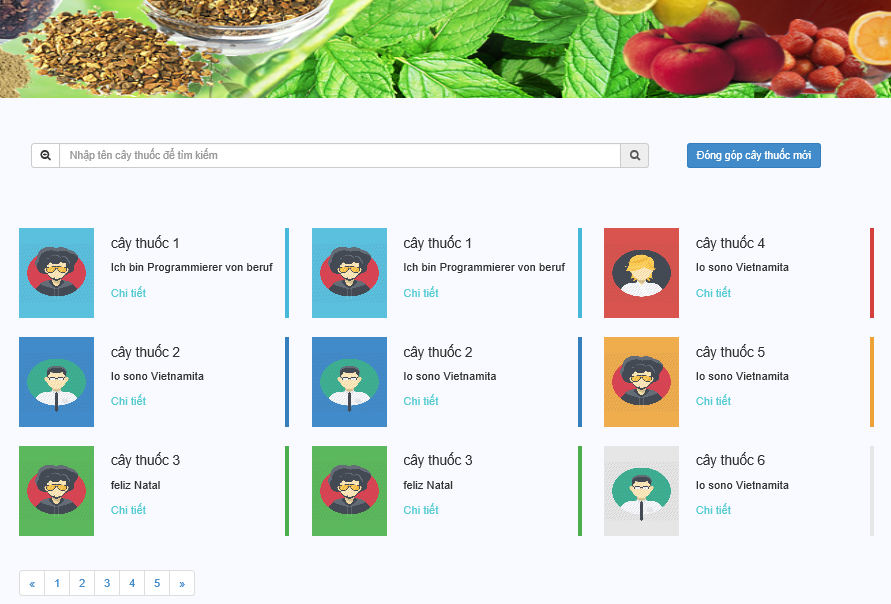 Nhập tên cây thuốc để tìm kiếm
Đóng góp cây thuốc mới
cây thuốc 1
Ich bin Programmierer von beruf
Chi tiết
cây thuốc 1
Ich bin Programmierer von beruf
Chi tiết
cây thuốc 4
Io sono Vietnamita
Chi tiết
cây thuốc 2
Io sono Vietnamita
Chi tiết
cây thuốc 2
Io sono Vietnamita
Chi tiết
cây thuốc 5
Io sono Vietnamita
Chi tiết
cây thuốc 3
feliz Natal
Chi tiết
cây thuốc 3
feliz Natal
Chi tiết
cây thuốc 6
Io sono Vietnamita
Chi tiết
« 1 2 3 4 5 »